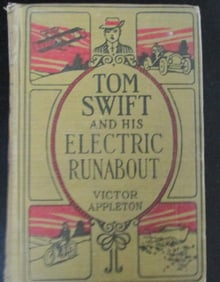 TOM
SWIFT
AND HIS
ELECTRIC
RUNABOUT
VICTOR
APPLETON